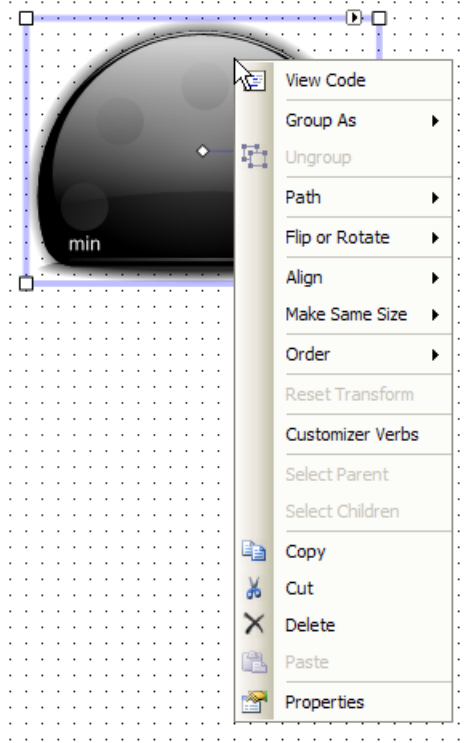 View Code
Group As
Ungroup
Path
min
Flip or Rotate
Align
Make Same Size
Order
Reset Transform
Customizer Verbs
Select Parent
Select Children
Copy
Cut
Delete
Paste
Properties